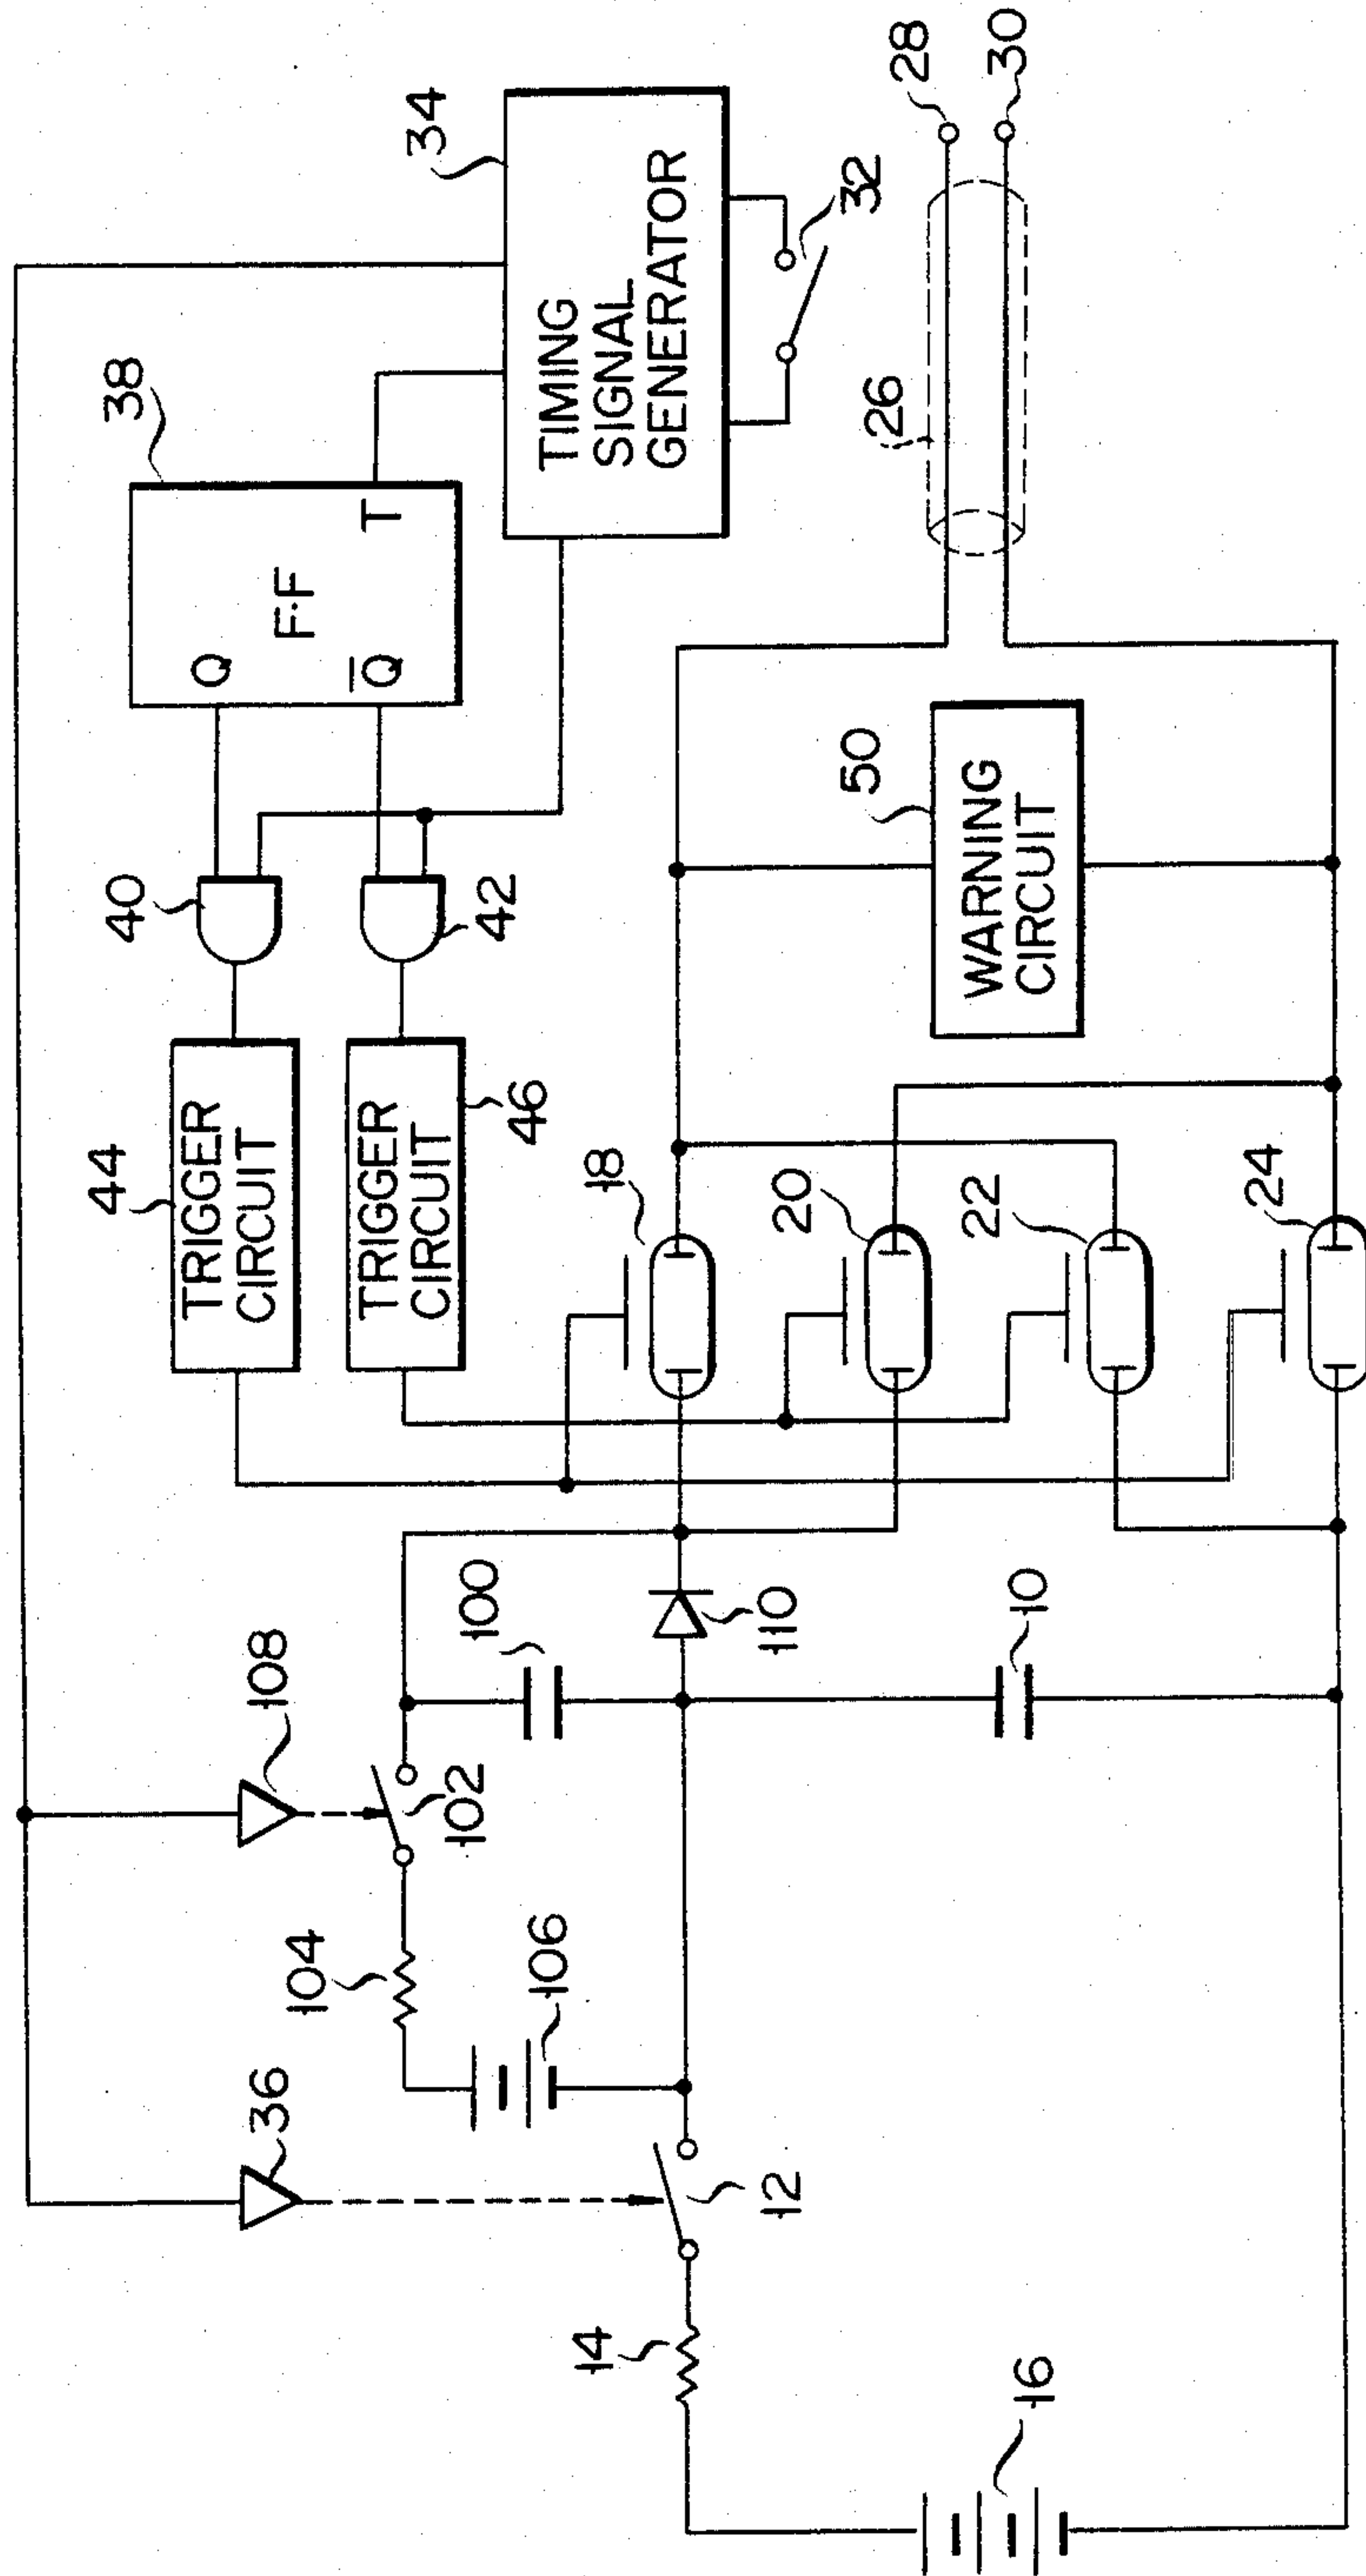 34
TIMING
SIGNAL
GENERATOR
32
38
Q
F·F
Q̅
T
40
42
44
TRIGGER
CIRCUIT
TRIGGER
CIRCUIT
46
28
30
26
50
WARNING
CIRCUIT
18
20
22
24
108
102
100
110
10
104
106
36
12
14
16